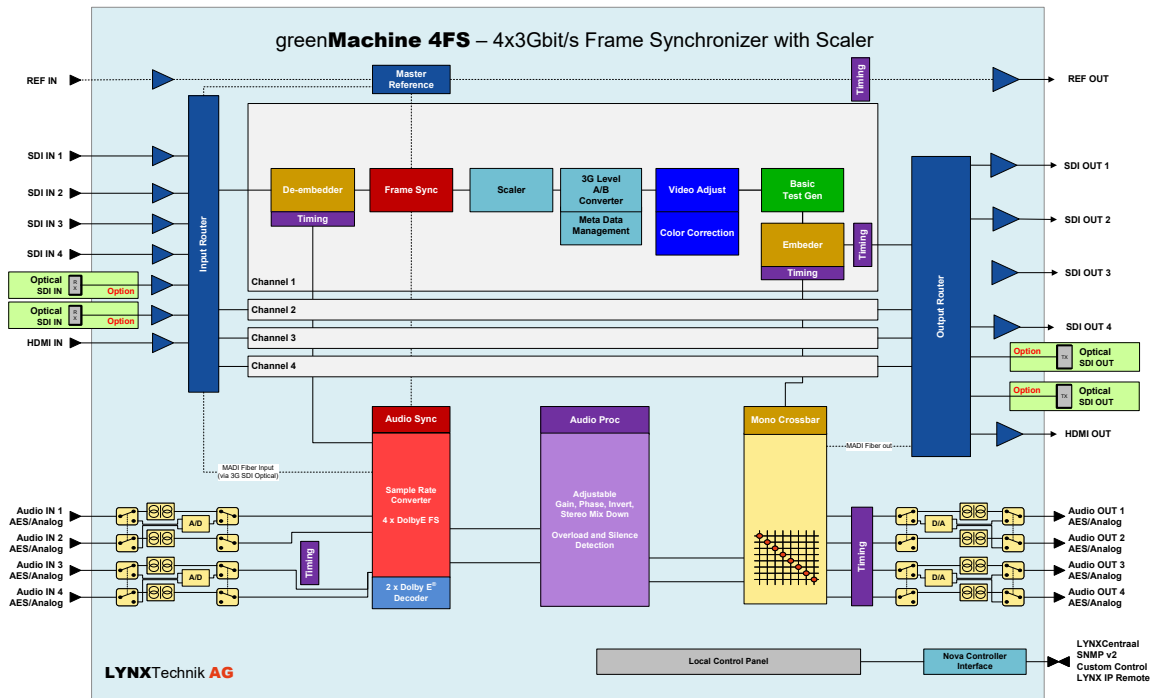 greenMachine 4FS – 4x3Gbit/s Frame Synchronizer with Scaler
REF IN
Master
Reference
Timing
REF OUT
SDI IN 1
SDI IN 2
SDI IN 3
SDI IN 4
Optical
SDI IN
RX
Option
Optical
SDI IN
RX
Option
HDMI IN
Input Router
De-embedder
Timing
Frame Sync
Scaler
3G Level
A/B
Converter
Meta Data
Management
Video Adjust
Color Correction
Basic
Test Gen
Embeder
Timing
Timing
Channel 1
Channel 2
Channel 3
Channel 4
Output Router
SDI OUT 1
SDI OUT 2
SDI OUT 3
SDI OUT 4
Option
TX
Optical
SDI OUT
Option
TX
Optical
SDI OUT
HDMI OUT
MADI Fiber Input
(via 3G SDI Optical)
Audio Sync
Sample Rate
Converter
4 x DolbyE FS
2 x Dolby E®
Decoder
Audio Proc
Adjustable
Gain, Phase, Invert,
Stereo Mix Down
Overload and Silence
Detection
Mono Crossbar
MADI Fiber out
Audio IN 1
AES/Analog
Audio IN 2
AES/Analog
Audio IN 3
AES/Analog
Audio IN 4
AES/Analog
A/D
A/D
Timing
Timing
D/A
D/A
Audio OUT 1
AES/Analog
Audio OUT 2
AES/Analog
Audio OUT 3
AES/Analog
Audio OUT 4
AES/Analog
LYNXTechnik AG
Local Control Panel
Nova Controller
Interface
LYNXCentraal
SNMP v2
Custom Control
LYNX IP Remote